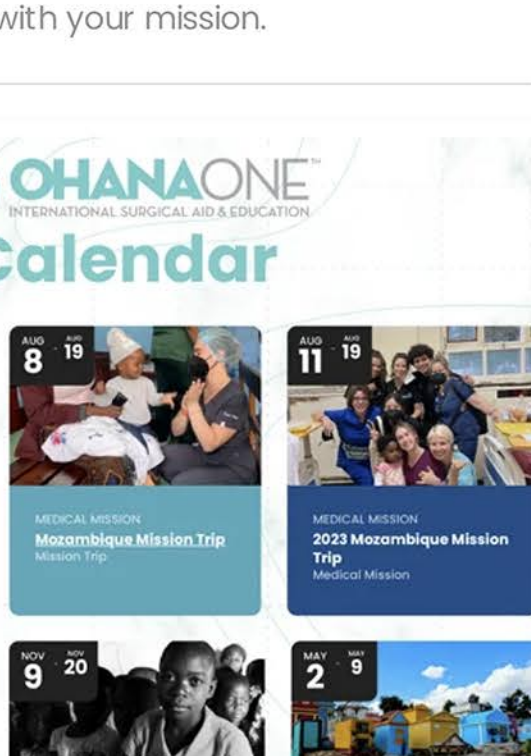 with your mission.
OHANAONE™
INTERNATIONAL SURGICAL AID & EDUCATION
Calendar
AUG 8 - AUG 19
MEDICAL MISSION
Mozambique Mission Trip
Mission Trip
AUG 11 - AUG 19
MEDICAL MISSION
2023 Mozambique Mission
Trip
Medical Mission
NOV 9 - NOV 20
MAY 2 - MAY 9